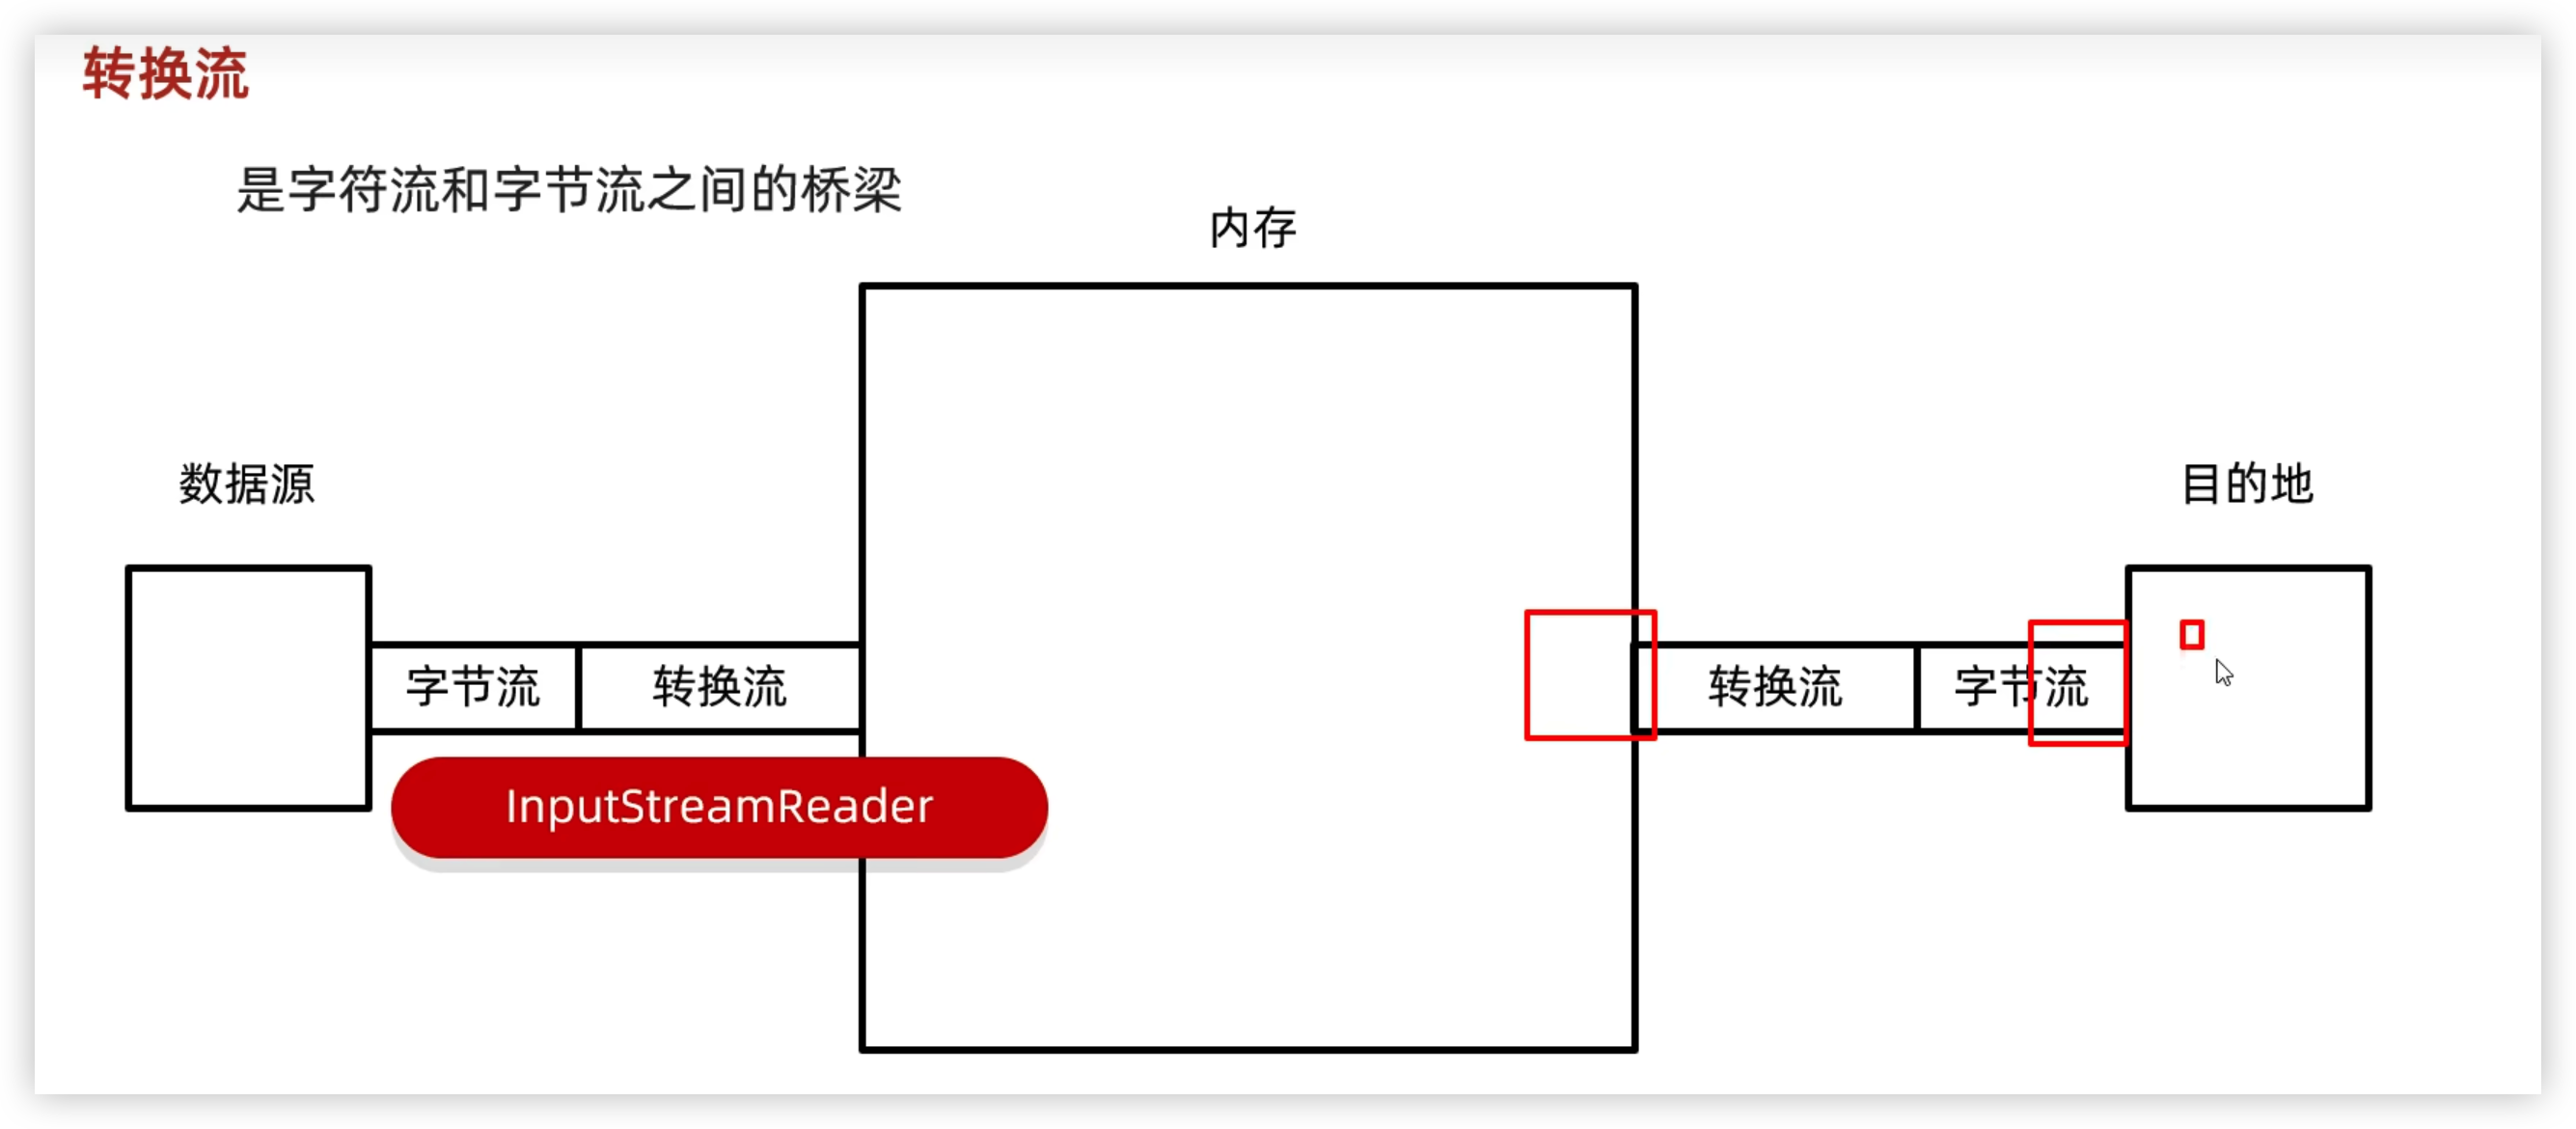 转换流
是字符流和字节流之间的桥梁
内存
数据源
目的地
字节流
转换流
转换流
字节流
InputStreamReader